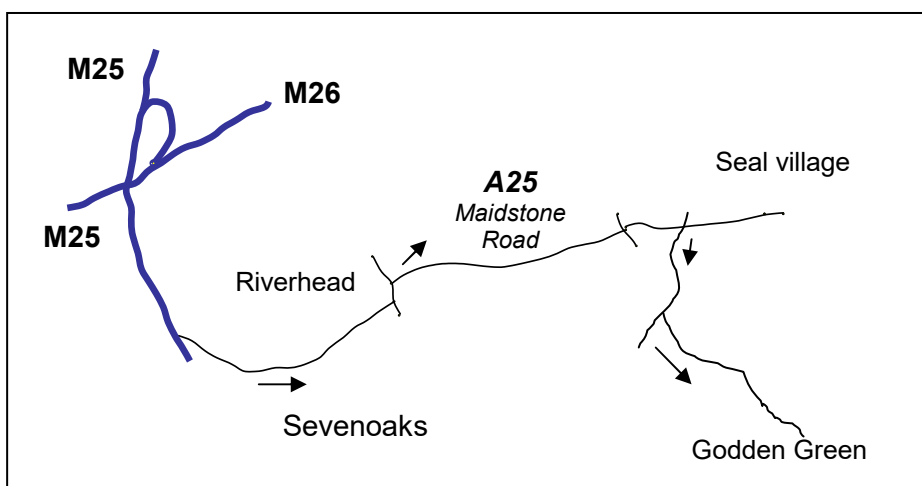 M25
M26
Seal village
A25
Maidstone
Road
M25
Riverhead
Sevenoaks
Godden Green